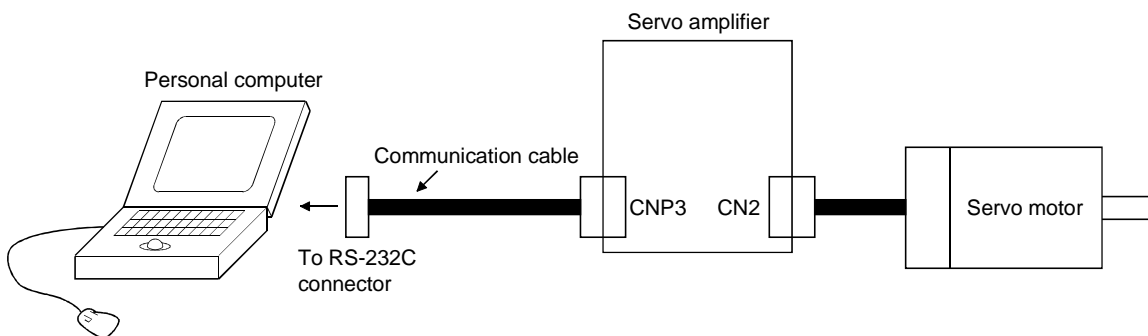 Servo amplifier
Personal computer
Communication cable
CNP3
CN2
Servo motor
To RS-232C
connector